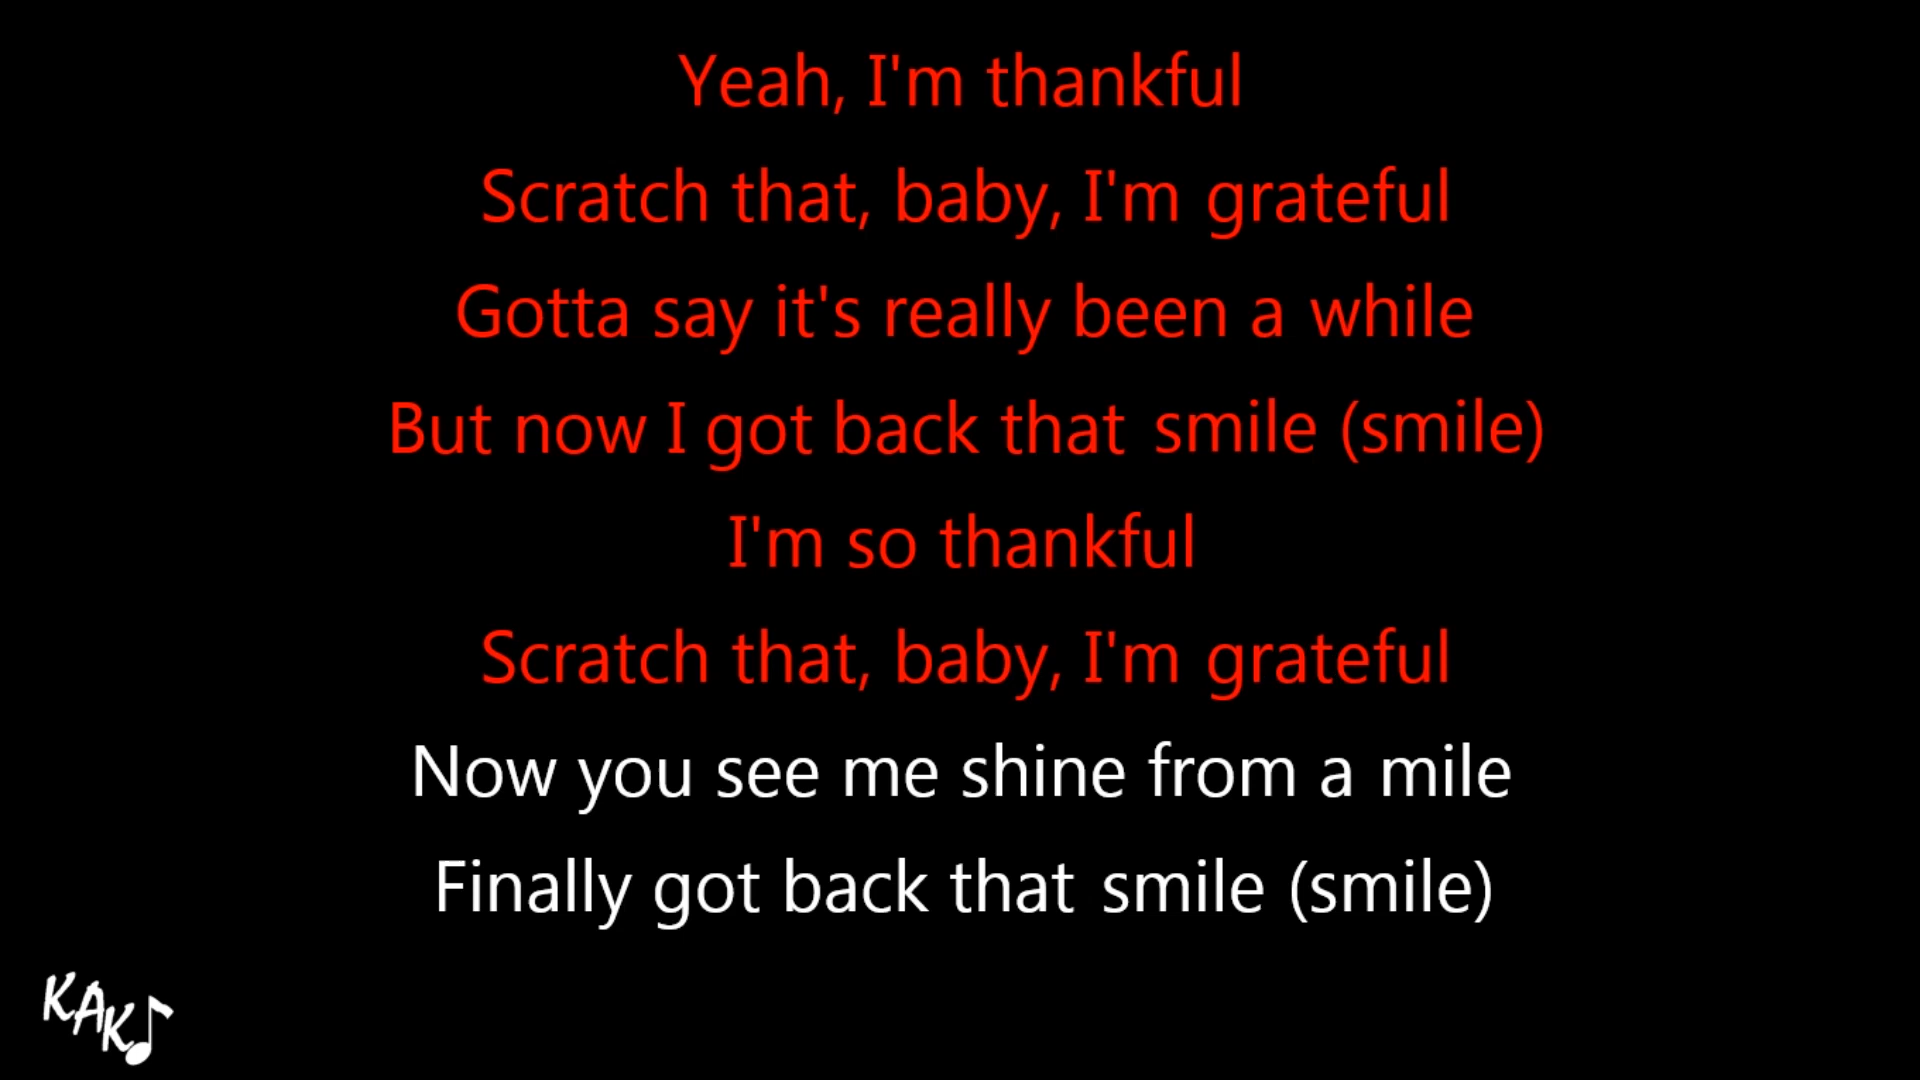 Yeah, I'm thankful
Scratch that, baby, I'm grateful
Gotta say it's really been a while
But now I got back that smile (smile)
I'm so thankful
Scratch that, baby, I'm grateful
Now you see me shine from a mile
Finally got back that smile (smile)
KAK